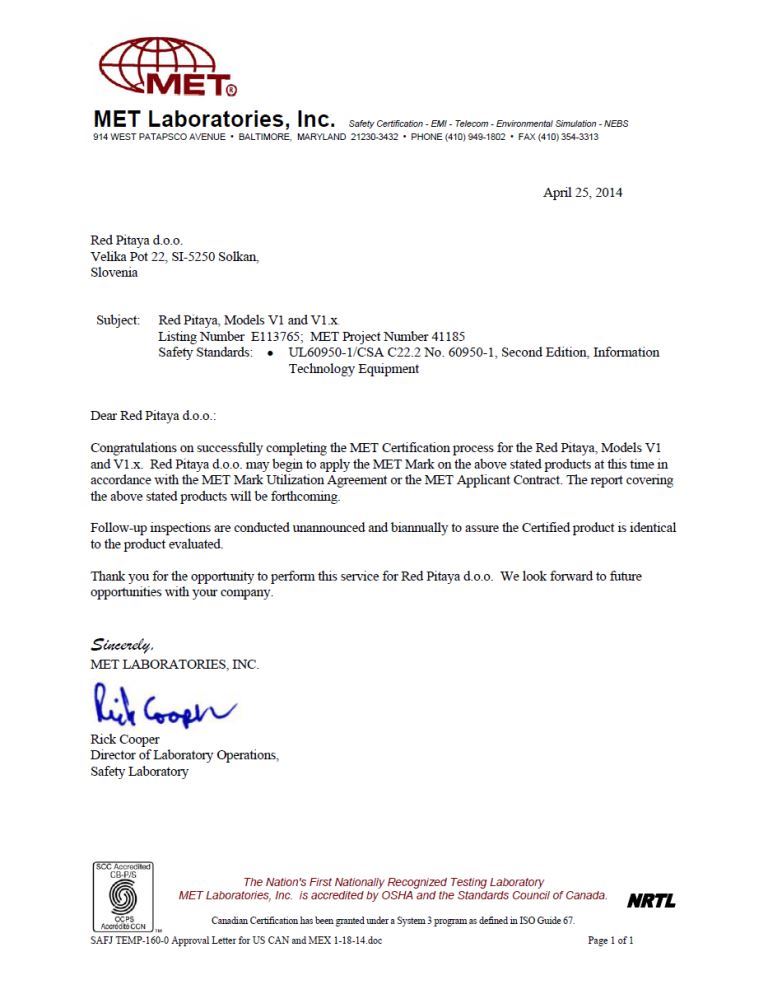 MET®
MET Laboratories, Inc. Safety Certification - EMI - Telecom - Environmental Simulation - NEBS
914 WEST PATAPSCO AVENUE • BALTIMORE, MARYLAND 21230-3432 • PHONE (410) 949-1802 • FAX (410) 354-3313
April 25, 2014
Red Pitaya d.o.o.
Velika Pot 22, SI-5250 Solkan,
Slovenia
Subject: Red Pitaya, Models V1 and V1.x
Listing Number E113765; MET Project Number 41185
Safety Standards: • UL60950-1/CSA C22.2 No. 60950-1, Second Edition, Information
Technology Equipment
Dear Red Pitaya d.o.o.:
Congratulations on successfully completing the MET Certification process for the Red Pitaya, Models V1
and V1.x. Red Pitaya d.o.o. may begin to apply the MET Mark on the above stated products at this time in
accordance with the MET Mark Utilization Agreement or the MET Applicant Contract. The report covering
the above stated products will be forthcoming.
Follow-up inspections are conducted unannounced and biannually to assure the Certified product is identical
to the product evaluated.
Thank you for the opportunity to perform this service for Red Pitaya d.o.o. We look forward to future
opportunities with your company.
Sincerely,
MET LABORATORIES, INC.
Rick Cooper
Rick Cooper
Director of Laboratory Operations,
Safety Laboratory
SCC Accredited
CB-P/S
OCPS
Accrédité CCN
TM
The Nation's First Nationally Recognized Testing Laboratory
MET Laboratories, Inc. is accredited by OSHA and the Standards Council of Canada.
NRTL
Canadian Certification has been granted under a System 3 program as defined in ISO Guide 67.
SAFJ TEMP-160-0 Approval Letter for US CAN and MEX 1-18-14.doc Page 1 of 1